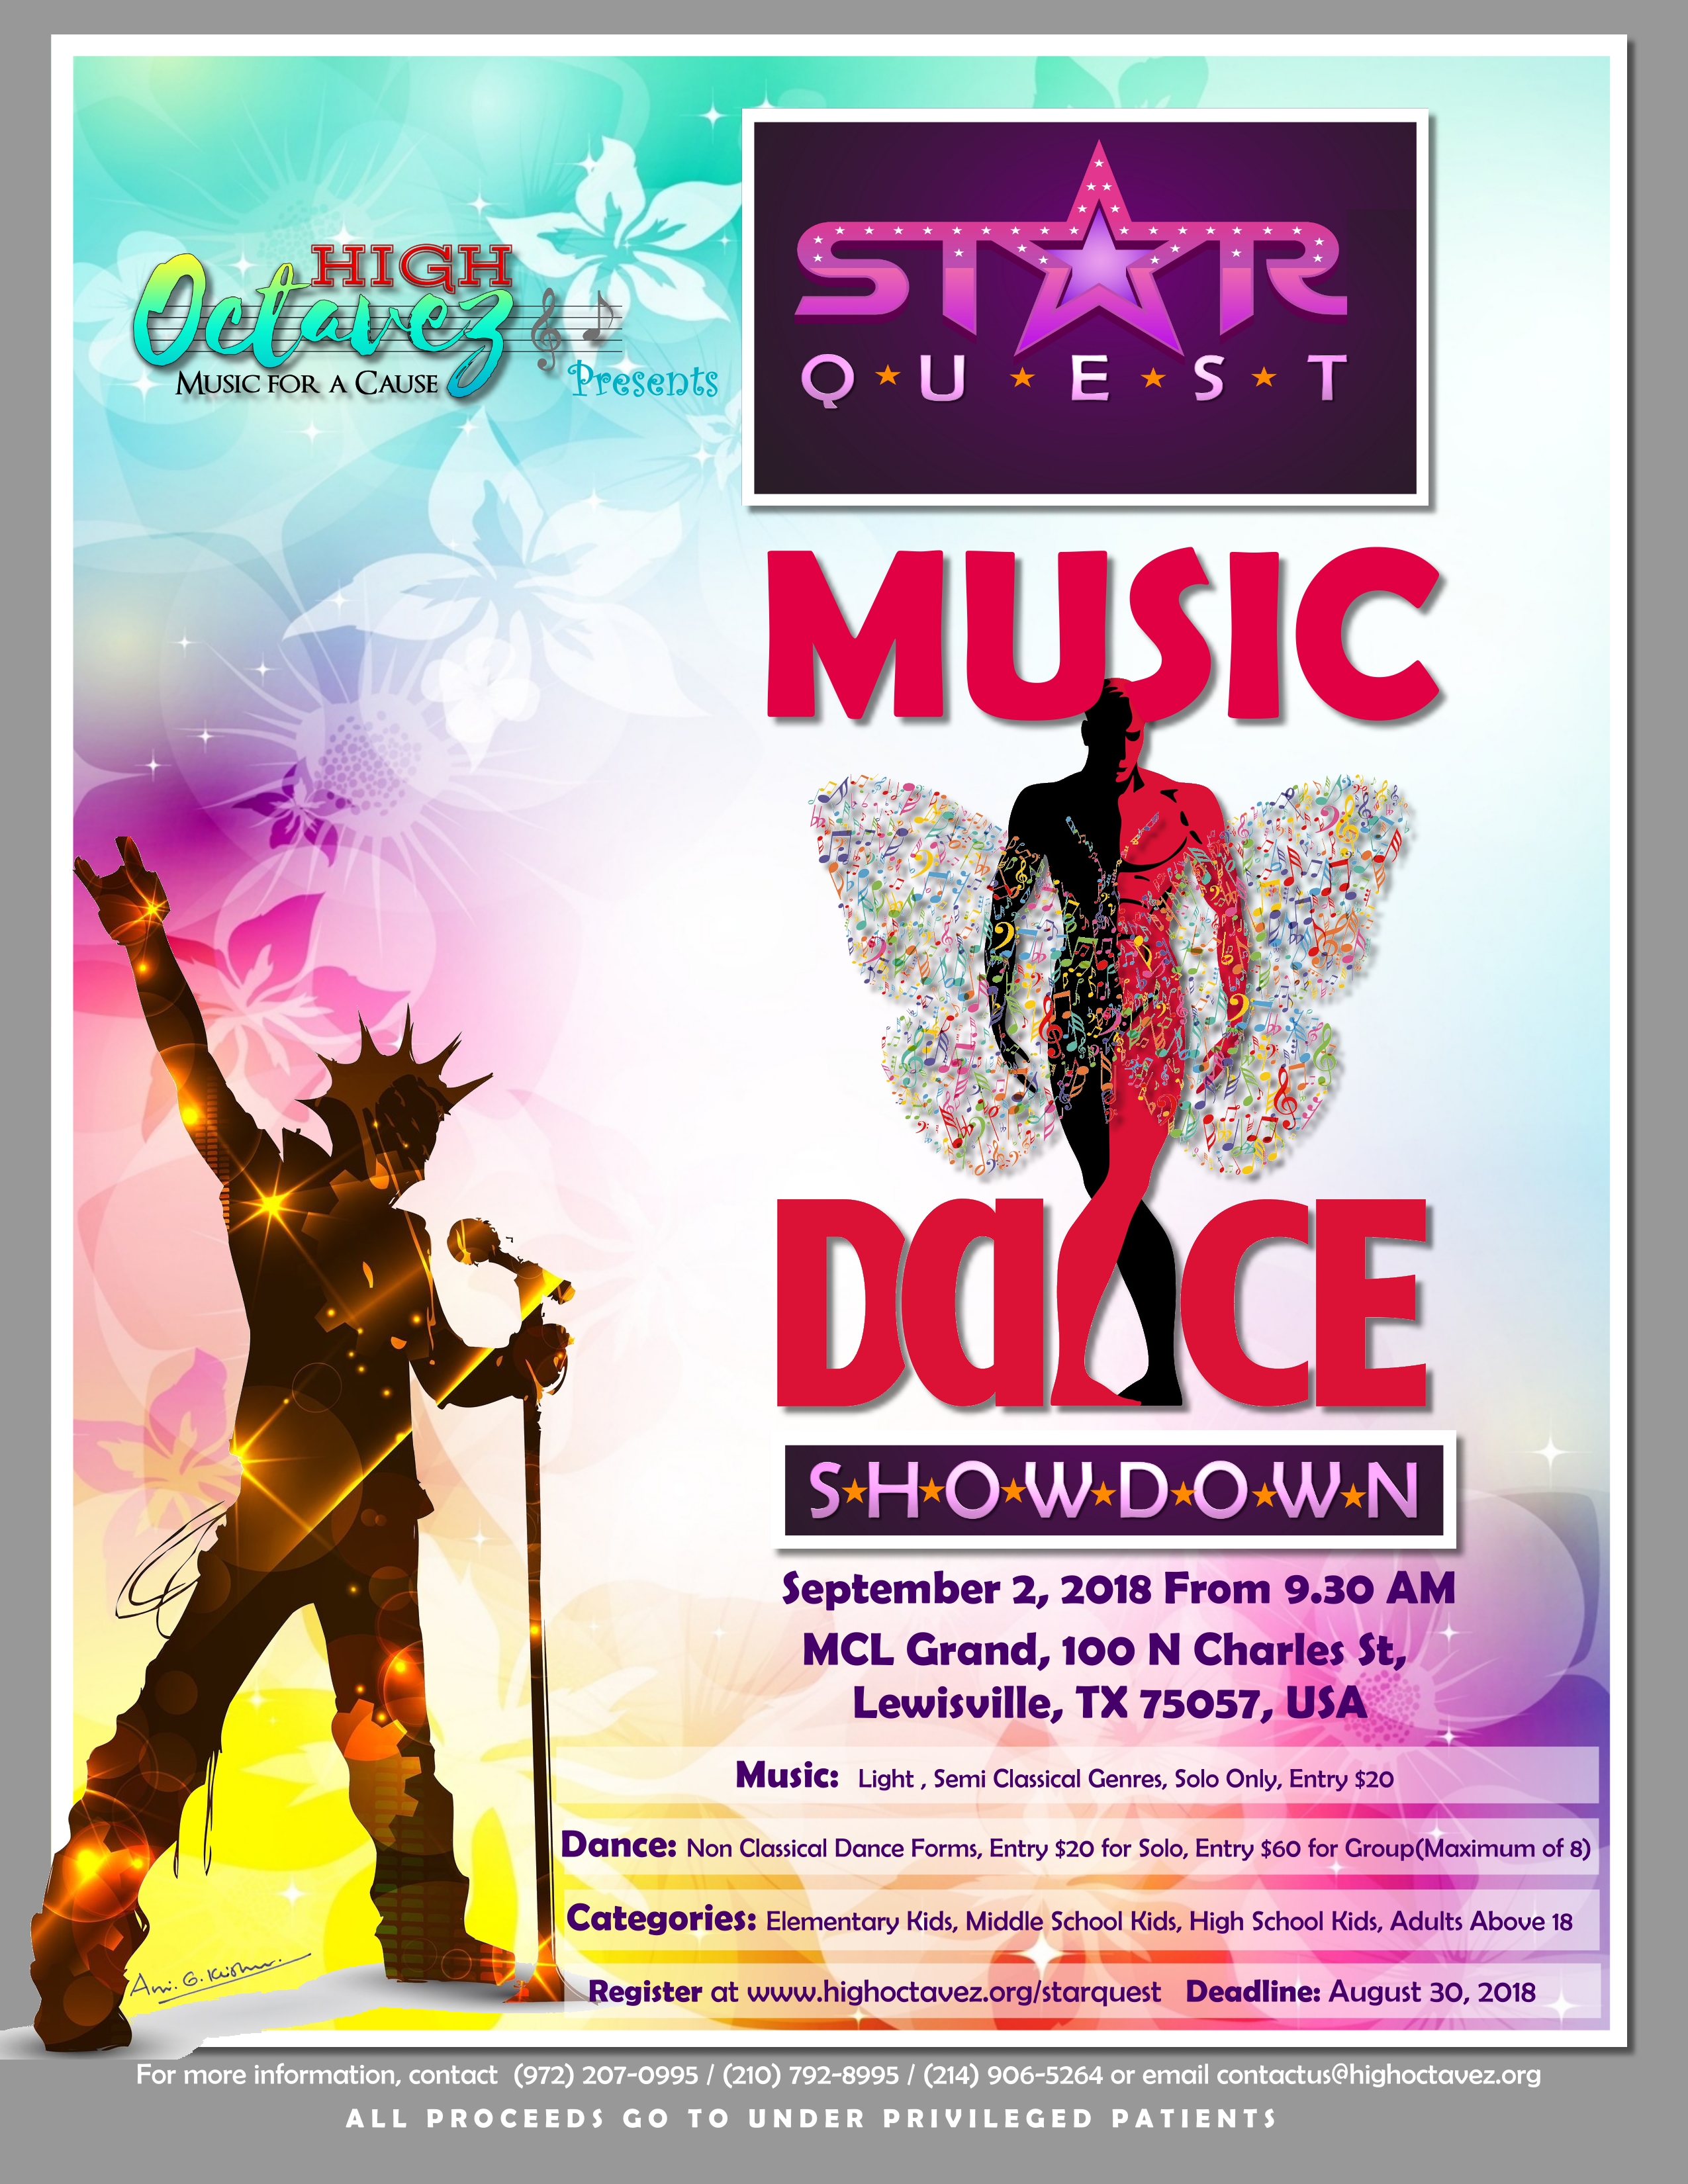 HIGH
Octavez
MUSIC FOR A CAUSE
Presents
STAR
QUEST
MUSIC
DANCE
SHOWDOWN
September 2, 2018 From 9.30 AM
MCL Grand, 100 N Charles St,
Lewisville, TX 75057, USA
Music: Light , Semi Classical Genres, Solo Only, Entry $20
Dance: Non Classical Dance Forms, Entry $20 for Solo, Entry $60 for Group(Maximum of 8)
Categories: Elementary Kids, Middle School Kids, High School Kids, Adults Above 18
Register at www.highoctavez.org/starquest Deadline: August 30, 2018
For more information, contact (972) 207-0995 / (210) 792-8995 / (214) 906-5264 or email contactus@highoctavez.org
ALL PROCEEDS GO TO UNDER PRIVILEGED PATIENTS